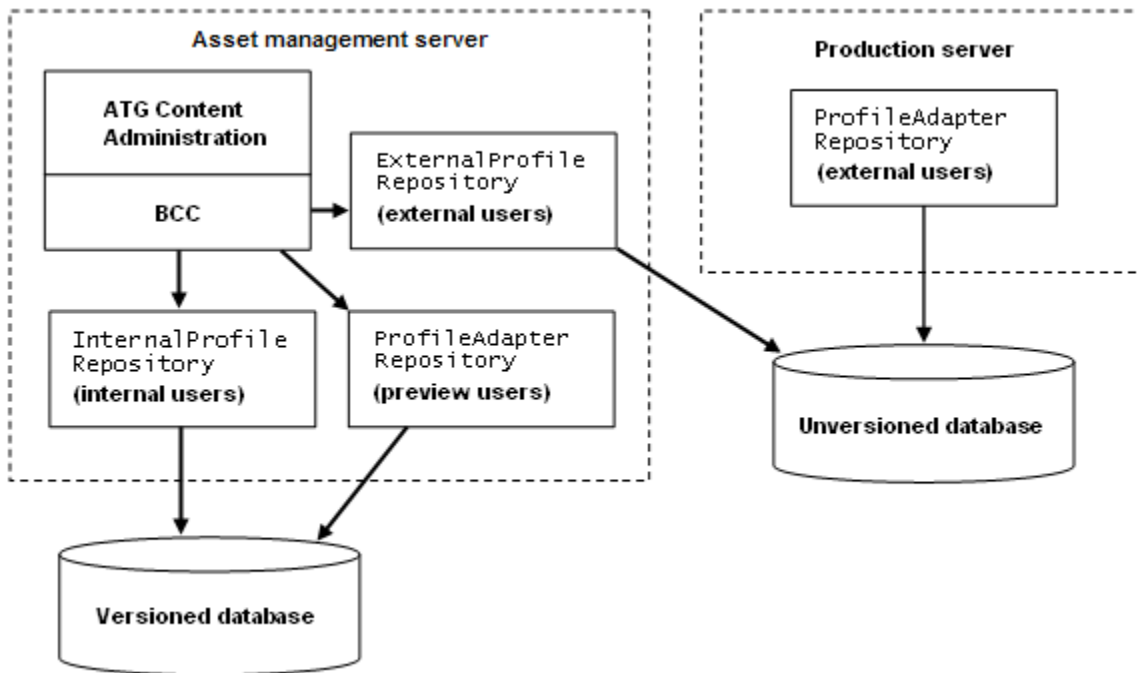 Asset management server
Production server
ATG Content
Administration
BCC
ExternalProfile
Repository
(external users)
ProfileAdapter
Repository
(external users)
InternalProfile
Repository
(internal users)
ProfileAdapter
Repository
(preview users)
Unversioned database
Versioned database